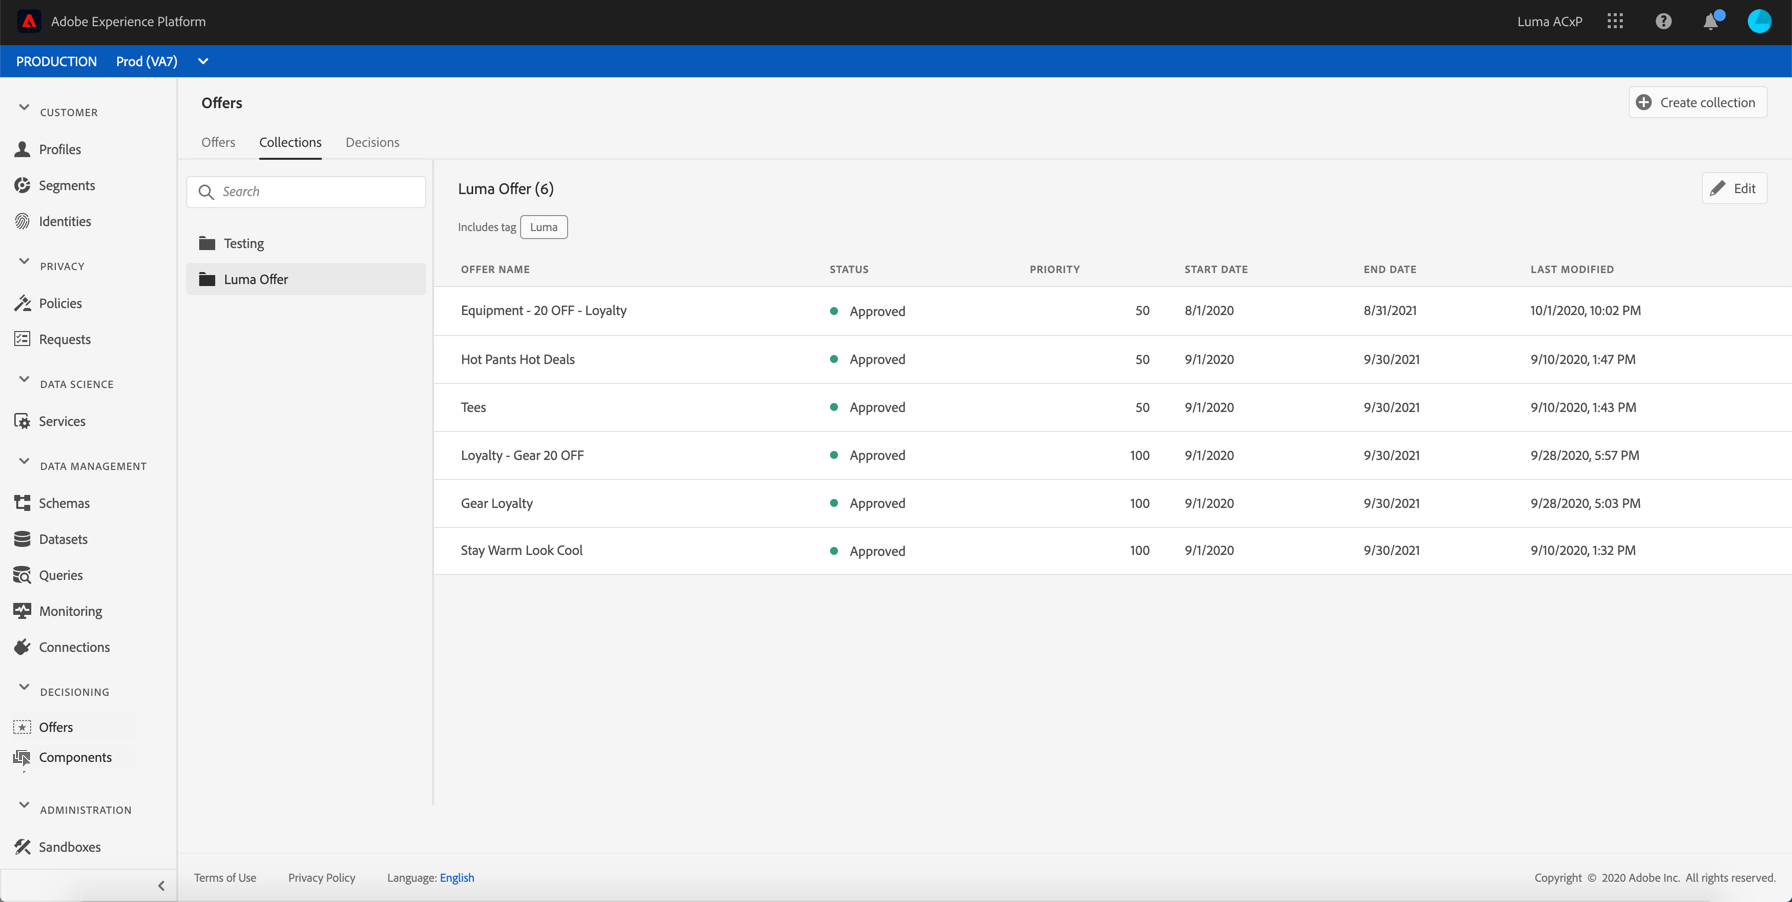 Adobe Experience Platform
Luma ACxP
PRODUCTION Prod (VA7)
CUSTOMER
Profiles
Segments
Identities
PRIVACY
Policies
Requests
DATA SCIENCE
Services
DATA MANAGEMENT
Schemas
Datasets
Queries
Monitoring
Connections
DECISIONING
Offers
Components
ADMINISTRATION
Sandboxes
Offers
Create collection
Offers Collections Decisions
Search
Testing
Luma Offer
Luma Offer (6)
Edit
Includes tag Luma
OFFER NAME STATUS PRIORITY START DATE END DATE LAST MODIFIED
Equipment - 20 OFF - Loyalty Approved 50 8/1/2020 8/31/2021 10/1/2020, 10:02 PM
Hot Pants Hot Deals Approved 50 9/1/2020 9/30/2021 9/10/2020, 1:47 PM
Tees Approved 50 9/1/2020 9/30/2021 9/10/2020, 1:43 PM
Loyalty - Gear 20 OFF Approved 100 9/1/2020 9/30/2021 9/28/2020, 5:57 PM
Gear Loyalty Approved 100 9/1/2020 9/30/2021 9/28/2020, 5:03 PM
Stay Warm Look Cool Approved 100 9/1/2020 9/30/2021 9/10/2020, 1:32 PM
Terms of Use Privacy Policy Language: English
Copyright © 2020 Adobe Inc. All rights reserved.